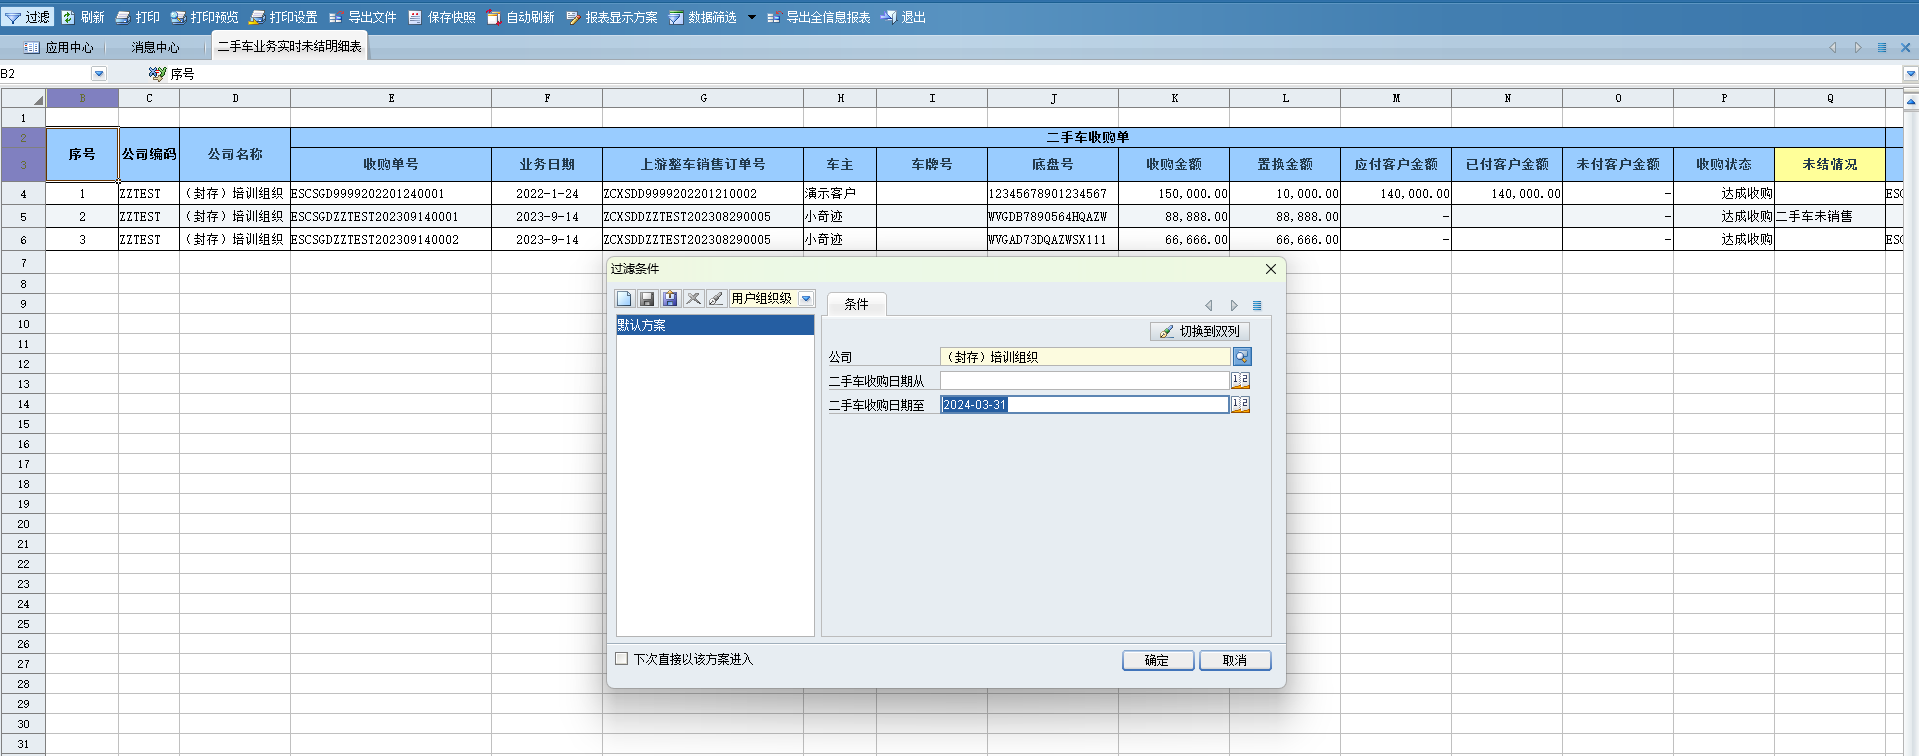 过滤 刷新 打印 打印预览 打印设置 导出文件 保存快照 自动刷新 报表显示方案 数据筛选 导出全信息报表 退出
应用中心 消息中心 二手车业务实时未结明细表
B2 序号
B C D E F G H I J K L M N O P Q
1
2 二手车收购单
3 序号 公司编码 公司名称 收购单号 业务日期 上游整车销售订单号 车主 车牌号 底盘号 收购金额 置换金额 应付客户金额 已付客户金额 未付客户金额 收购状态 未结情况
4 1 ZZTEST （封存）培训组织 ESCSGD9999202201240001 2022-1-24 ZCXSDD9999202201210002 演示客户 12345678901234567 150,000.00 10,000.00 140,000.00 140,000.00 - 达成收购 ESC
5 2 ZZTEST （封存）培训组织 ESCSGDZZTEST202309140001 2023-9-14 ZCXSDDZZTEST202308290005 小奇迹 WVGDB7890564HQAZW 88,888.00 88,888.00 - - 达成收购 二手车未销售
6 3 ZZTEST （封存）培训组织 ESCSGDZZTEST202309140002 2023-9-14 ZCXSDDZZTEST202308290005 小奇迹 WVGAD73DQAZWSX111 66,666.00 66,666.00 - - 达成收购 ESC
7
8
9
10
11
12
13
14
15
16
17
18
19
20
21
22
23
24
25
26
27
28
29
30
31
过滤条件
用户组织级 条件
默认方案
切换到双列
公司 （封存）培训组织
二手车收购日期从
二手车收购日期至 2024-03-31
下次直接以该方案进入 确定 取消